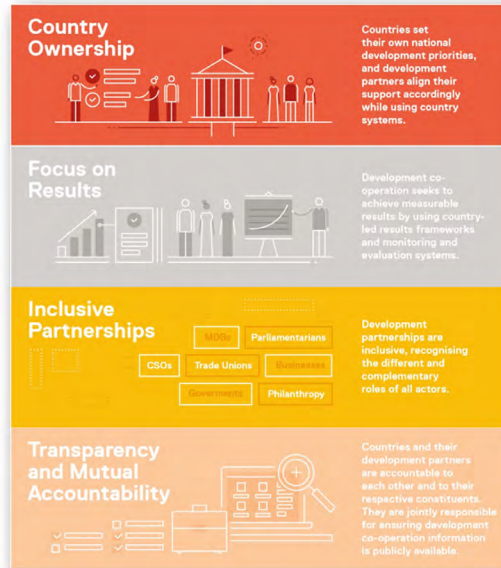 Country
Ownership
Countries set
their own national
development priorities,
and development
partners align their
support accordingly
while using country
systems.
Focus on
Results
Development co-
operation seeks to
achieve measurable
results by using country-
led results frameworks
and monitoring and
evaluation systems.
Inclusive
Partnerships
MDBs Parliamentarians
CSOs Trade Unions Businesses
Governments Philanthropy
Development
partnerships are
inclusive, recognising
the different and
complementary
roles of all actors.
Transparency
and Mutual
Accountability
Countries and their
development partners
are accountable to
each other and to their
respective constituents.
They are jointly responsible
for ensuring development
co-operation information
is publicly available.